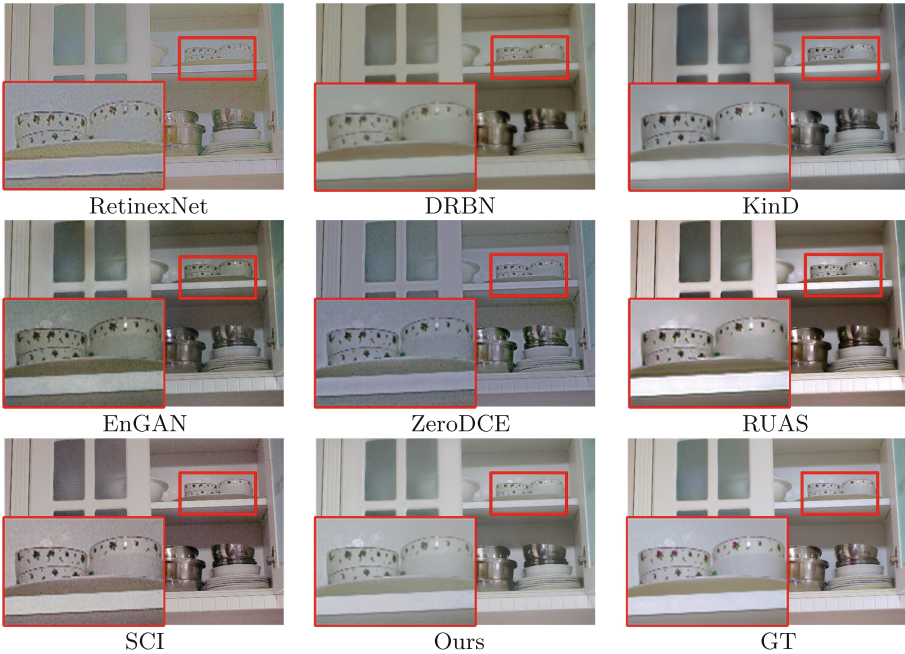 RetinexNet
DRBN
KinD
EnGAN
ZeroDCE
RUAS
SCI
Ours
GT